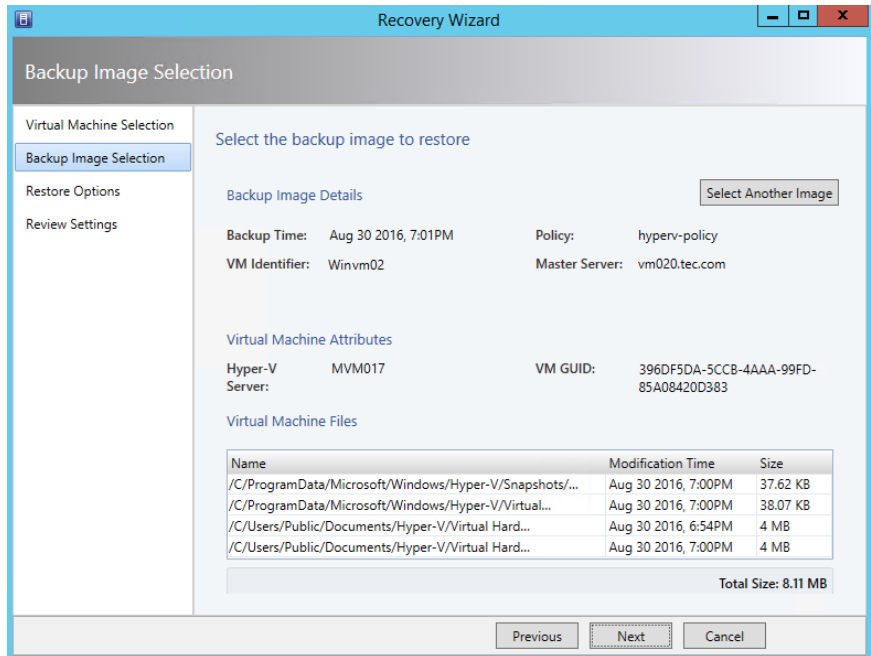 Recovery Wizard
Backup Image Selection
Virtual Machine Selection
Backup Image Selection
Restore Options
Review Settings
Select the backup image to restore
Backup Image Details
Select Another Image
Backup Time: Aug 30 2016, 7:01PM Policy: hyperv-policy
VM Identifier: Winvm02 Master Server: vm020.tec.com
Virtual Machine Attributes
Hyper-V Server: MVM017 VM GUID: 396DF5DA-5CCB-4AAA-99FD-85A08420D383
Virtual Machine Files
Name Modification Time Size
/C/ProgramData/Microsoft/Windows/Hyper-V/Snapshots/... Aug 30 2016, 7:00PM 37.62 KB
/C/ProgramData/Microsoft/Windows/Hyper-V/Virtual... Aug 30 2016, 7:00PM 38.07 KB
/C/Users/Public/Documents/Hyper-V/Virtual Hard... Aug 30 2016, 6:54PM 4 MB
/C/Users/Public/Documents/Hyper-V/Virtual Hard... Aug 30 2016, 7:00PM 4 MB
Total Size: 8.11 MB
Previous Next Cancel